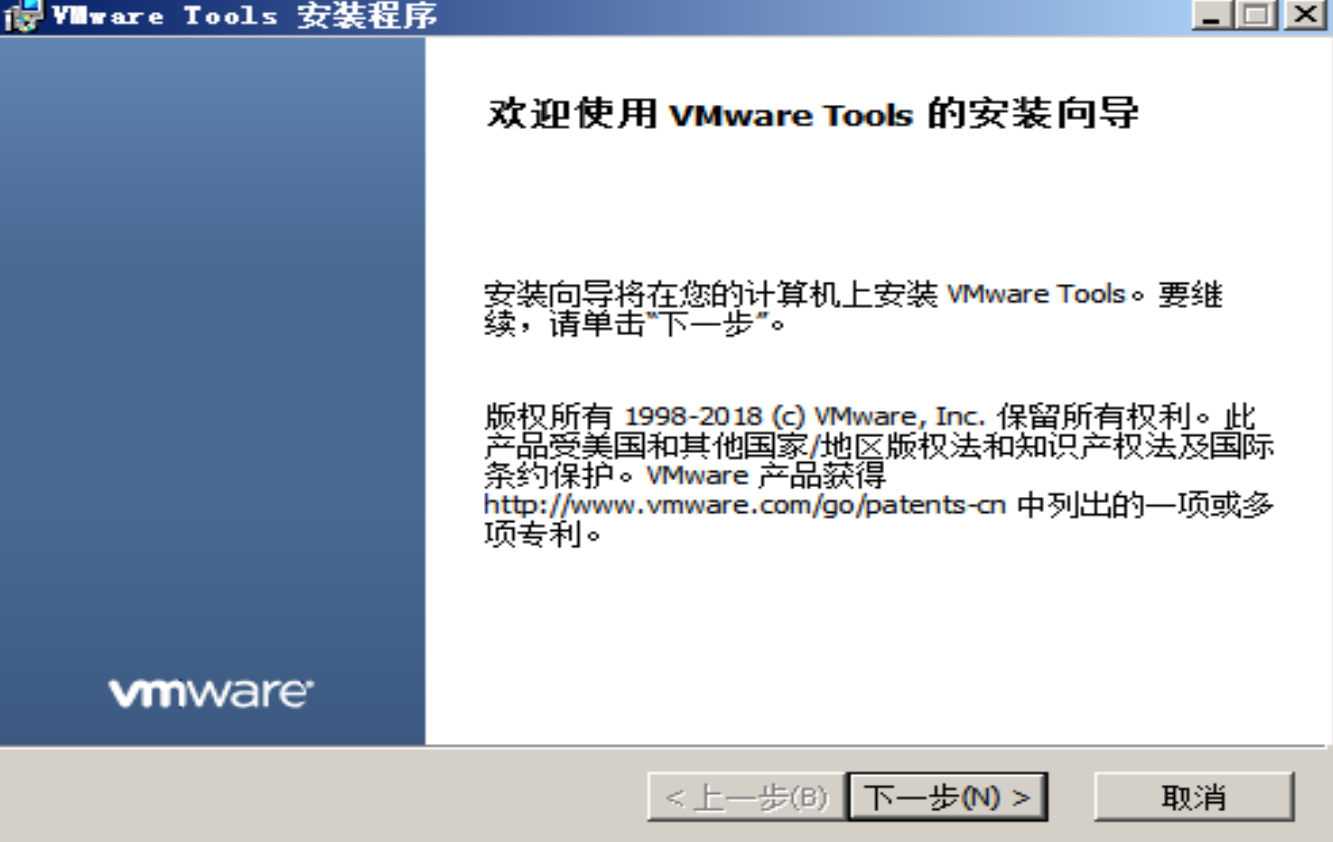 VMware Tools 安装程序
欢迎使用 VMware Tools 的安装向导
安装向导将在您的计算机上安装 VMware Tools。要继
续，请单击“下一步”。
版权所有 1998-2018 (c) VMware, Inc. 保留所有权利。此
产品受美国和其他国家/地区版权法和知识产权法及国际
条约保护。VMware 产品获得
http://www.vmware.com/go/patents-cn 中列出的一项或多
项专利。
vmware
< 上一步(B) 下一步(N) > 取消